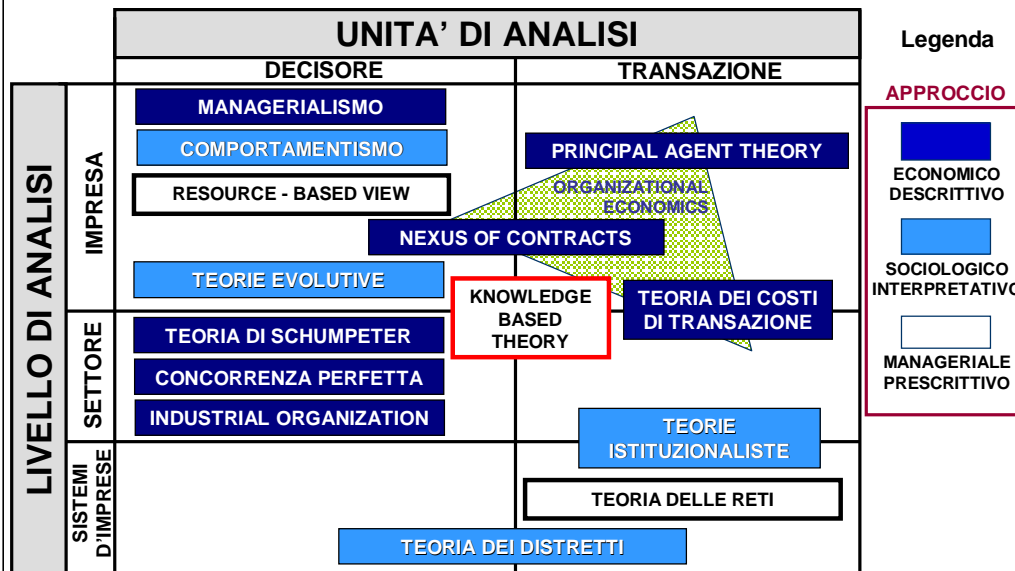 UNITA’ DI ANALISI
DECISORE
TRANSAZIONE
LIVELLO DI ANALISI
IMPRESA
MANAGERIALISMO
COMPORTAMENTISMO
RESOURCE - BASED VIEW
PRINCIPAL AGENT THEORY
ORGANIZATIONAL
ECONOMICS
NEXUS OF CONTRACTS
TEORIE EVOLUTIVE
KNOWLEDGE
BASED
THEORY
TEORIA DEI COSTI
DI TRANSAZIONE
SETTORE
TEORIA DI SCHUMPETER
CONCORRENZA PERFETTA
INDUSTRIAL ORGANIZATION
TEORIE
ISTITUZIONALISTE
SISTEMI
D’IMPRESE
TEORIA DELLE RETI
TEORIA DEI DISTRETTI
Legenda
APPROCCIO
ECONOMICO
DESCRITTIVO
SOCIOLOGICO
INTERPRETATIVO
MANAGERIALE
PRESCRITTIVO